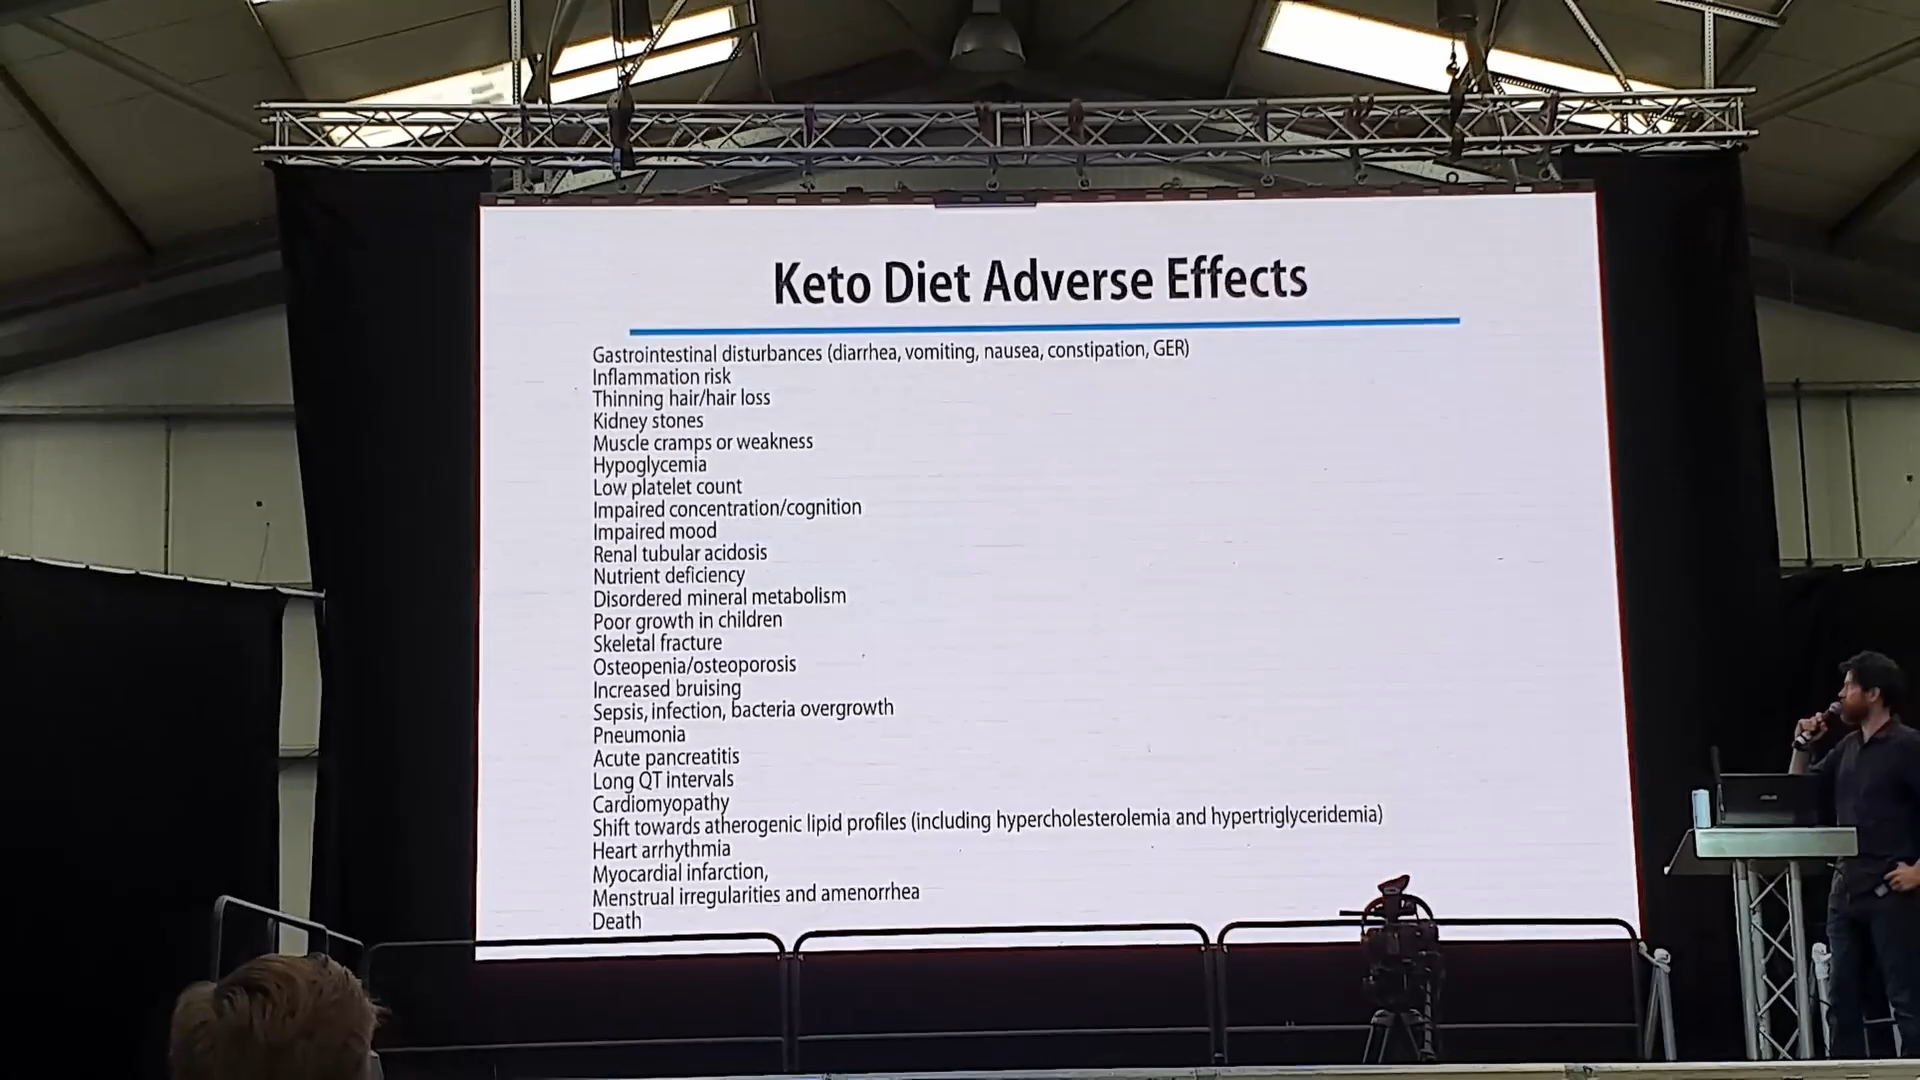 Keto Diet Adverse Effects
Gastrointestinal disturbances (diarrhea, vomiting, nausea, constipation, GER)
Inflammation risk
Thinning hair/hair loss
Kidney stones
Muscle cramps or weakness
Hypoglycemia
Low platelet count
Impaired concentration/cognition
Impaired mood
Renal tubular acidosis
Nutrient deficiency
Disordered mineral metabolism
Poor growth in children
Skeletal fracture
Osteopenia/osteoporosis
Increased bruising
Sepsis, infection, bacteria overgrowth
Pneumonia
Acute pancreatitis
Long QT intervals
Cardiomyopathy
Shift towards atherogenic lipid profiles (including hypercholesterolemia and hypertriglyceridemia)
Heart arrhythmia
Myocardial infarction,
Menstrual irregularities and amenorrhea
Death
ASUS